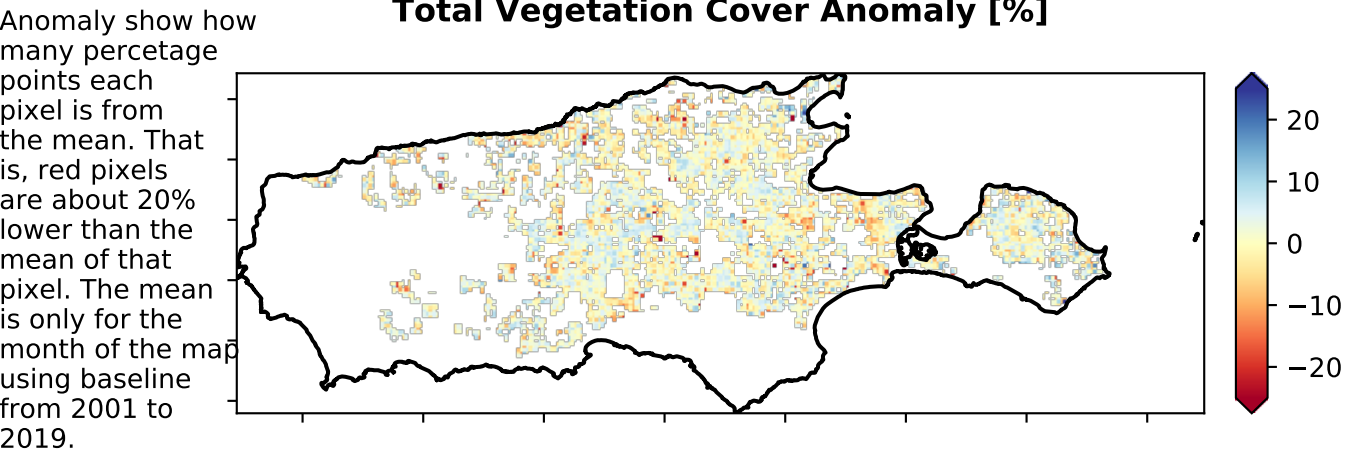 Total Vegetation Cover Anomaly [%]
Anomaly show how
many percetage
points each
pixel is from
the mean. That
is, red pixels
are about 20%
lower than the
mean of that
pixel. The mean
is only for the
month of the map
using baseline
from 2001 to
2019.
20
10
0
−10
−20